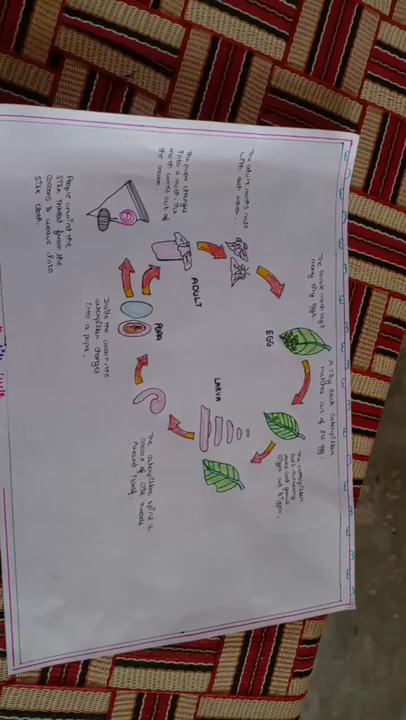 The female moth lays
many tiny eggs.
A tiny black caterpillar
hatches out of the egg.
The adult moths mate
with each other.
EGG
The caterpillar
eats mulberry
leaves and grows
bigger and bigger.
The pupa changes
into a moth. The
moth comes out of
the cocoon.
ADULT
LARVA
PUPA
Inside the cocoon, the
caterpillar changes
into a pupa.
The caterpillar spins a
cocoon of silk thread
around itself.
People unwind the
silk thread from the
cocoons to weave into
silk cloth.